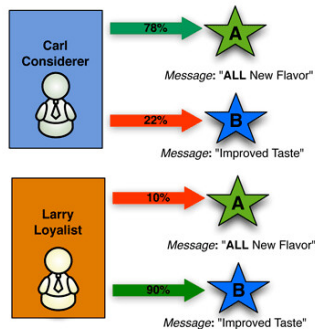 Carl
Considerer
78%
A
Message: "ALL New Flavor"
22%
B
Message: "Improved Taste"
Larry
Loyalist
10%
A
Message: "ALL New Flavor"
90%
B
Message: "Improved Taste"